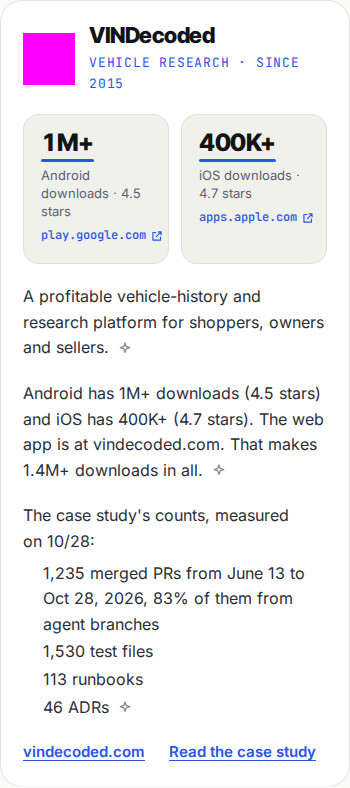 VINDecoded
VEHICLE RESEARCH · SINCE
2015
1M+
Android
downloads · 4.5
stars
play.google.com
400K+
iOS downloads ·
4.7 stars
apps.apple.com
A profitable vehicle-history and
research platform for shoppers, owners
and sellers.
Android has 1M+ downloads (4.5 stars)
and iOS has 400K+ (4.7 stars). The web
app is at vindecoded.com. That makes
1.4M+ downloads in all.
The case study's counts, measured
on 10/28:
1,235 merged PRs from June 13 to
Oct 28, 2026, 83% of them from
agent branches
1,530 test files
113 runbooks
46 ADRs
vindecoded.com Read the case study